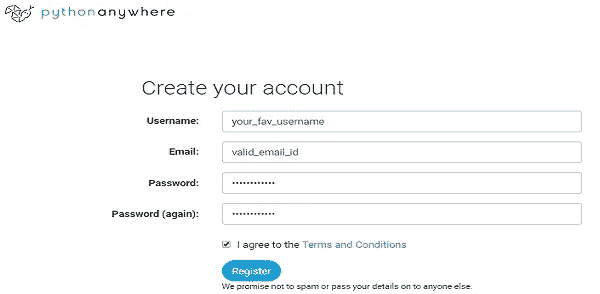 pythonanywhere
Create your account
Username: your_fav_username
Email: valid_email_id
Password: ••••••••••••
Password (again): ••••••••••••
I agree to the Terms and Conditions
Register
We promise not to spam or pass your details on to anyone else.